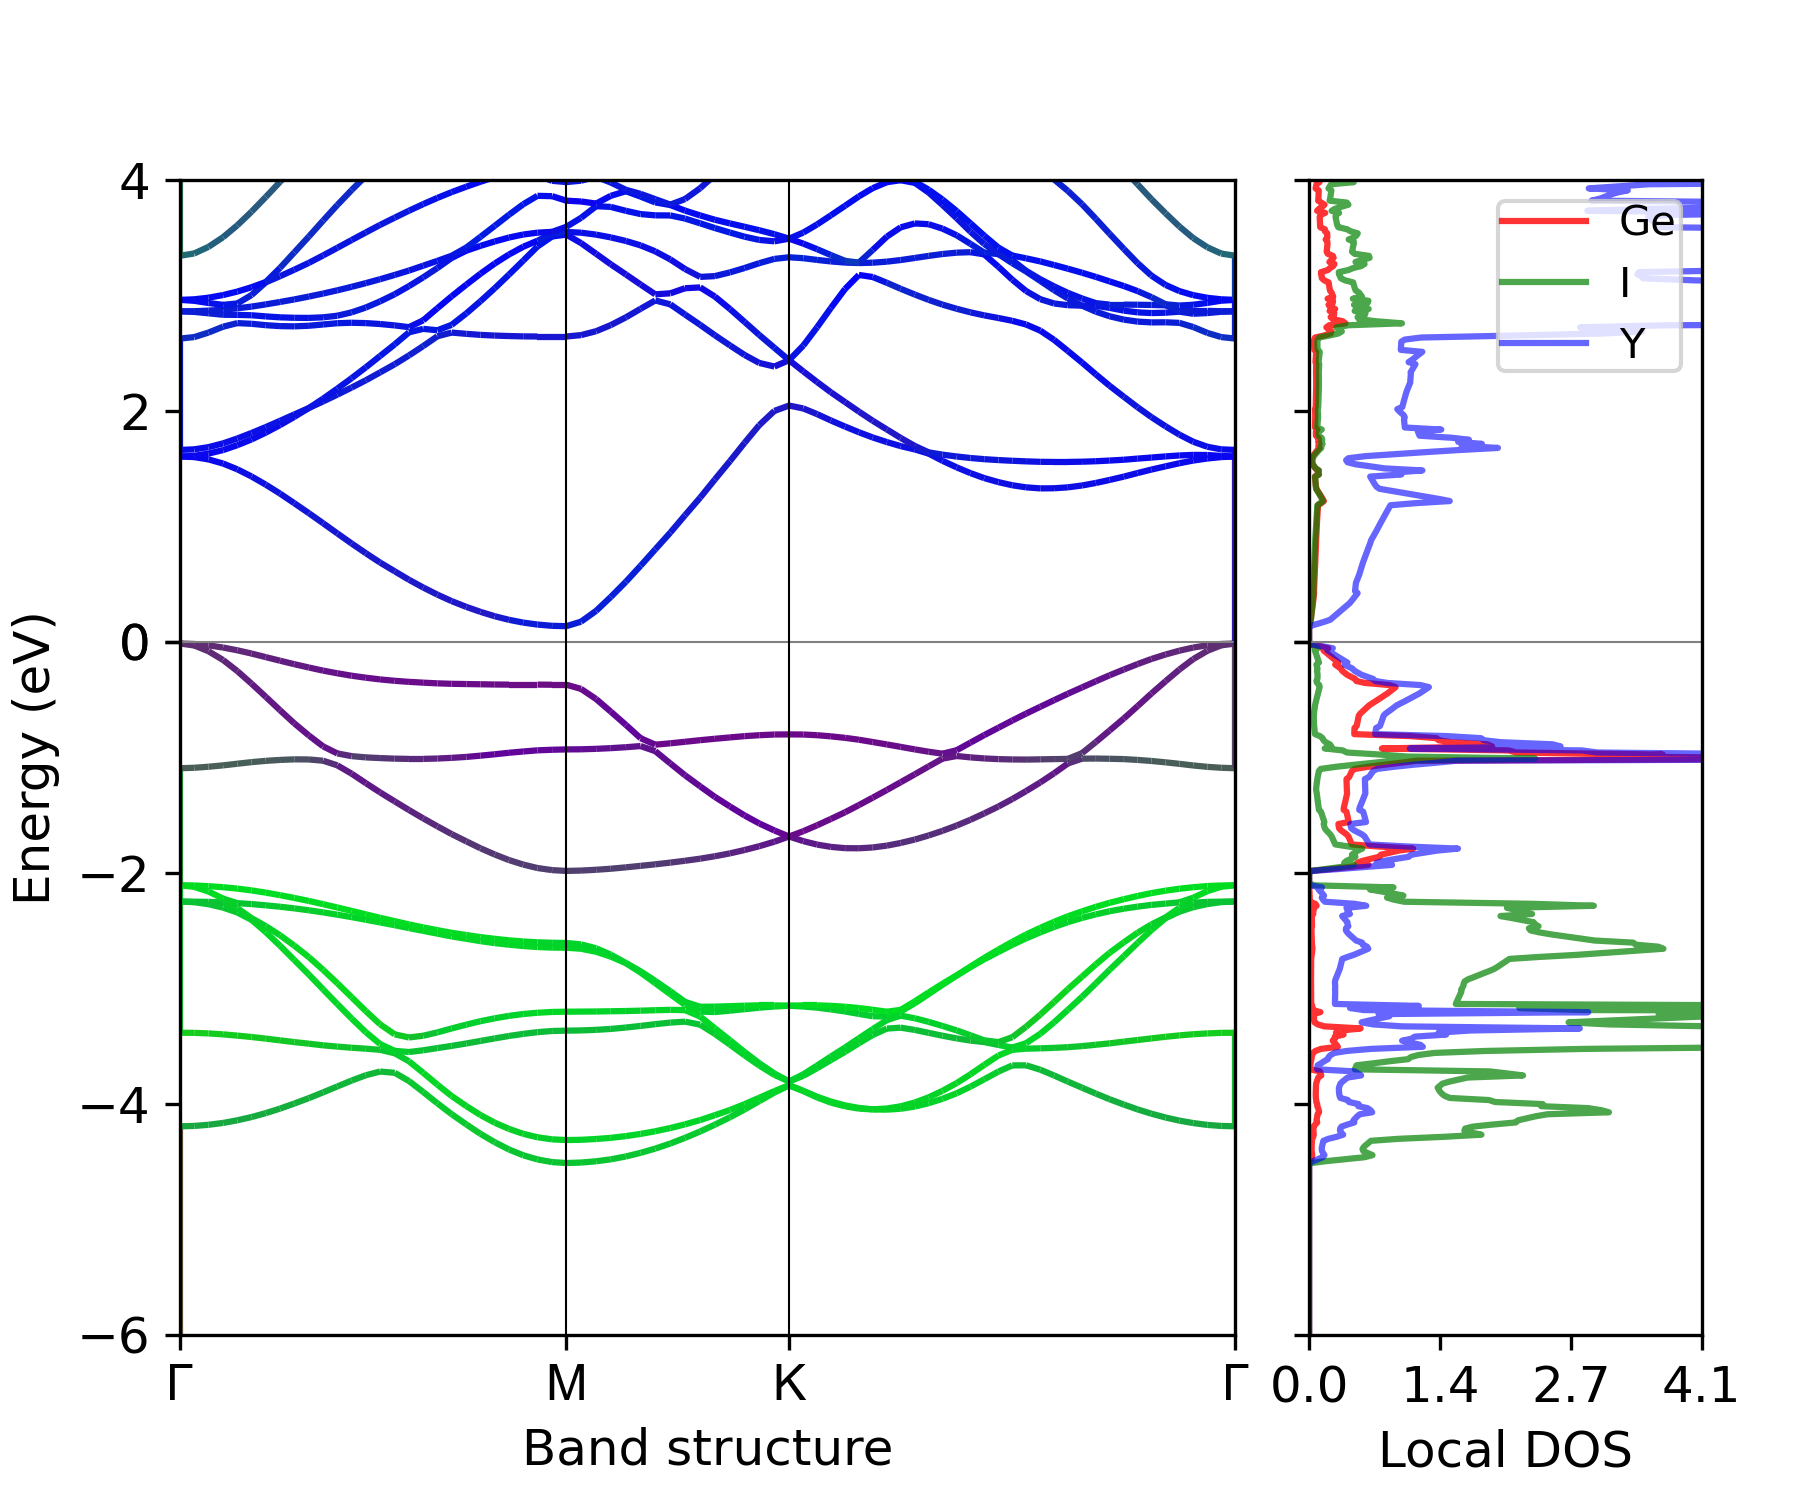 4
2
0
−2
−4
−6
Energy (eV)
Γ
M
K
Γ
Band structure
Ge
I
Y
0.0
1.4
2.7
4.1
Local DOS